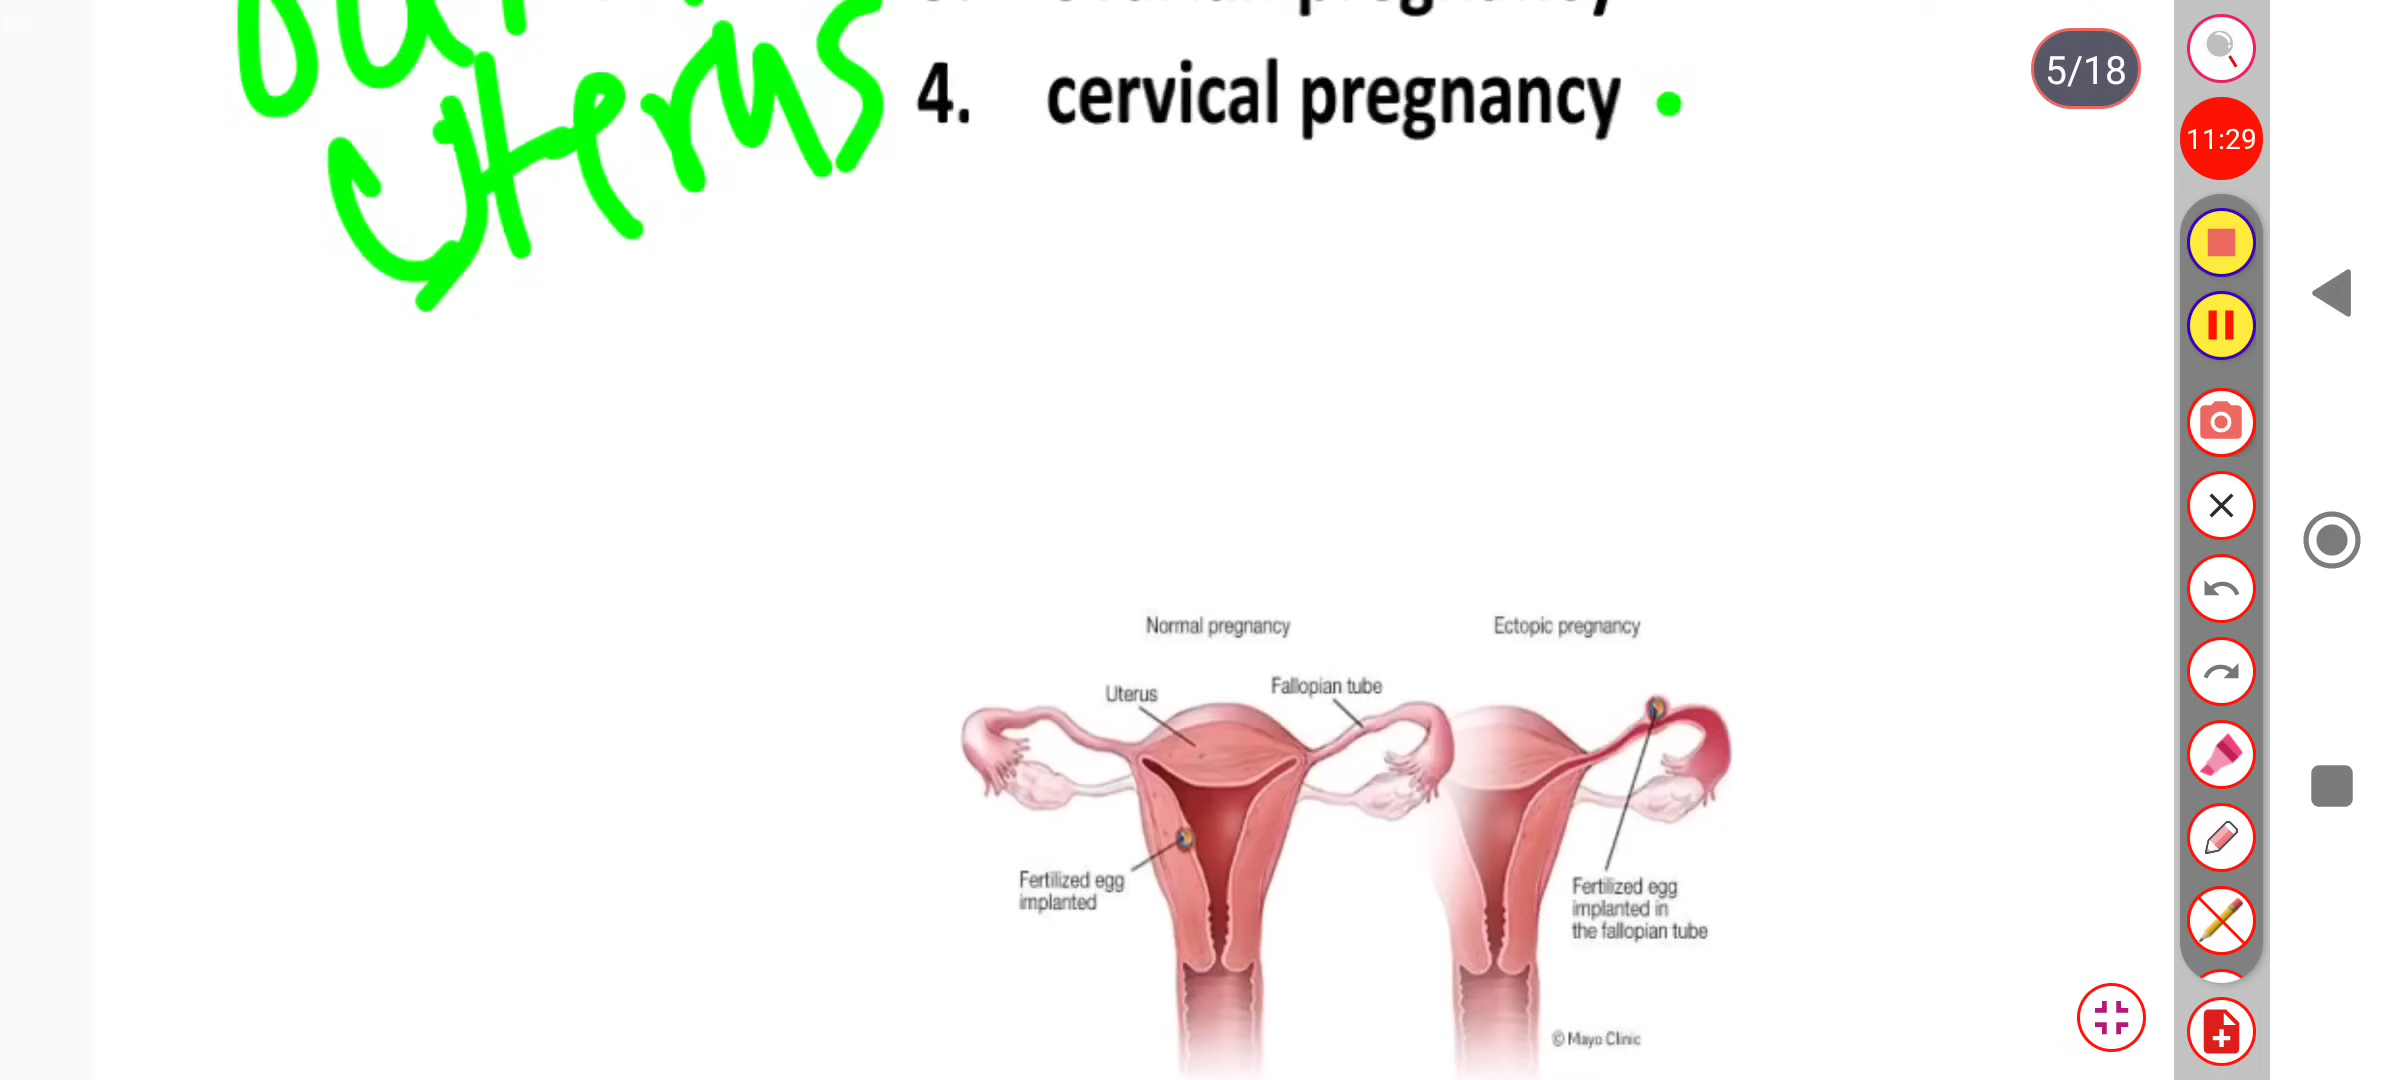 uterus
4. cervical pregnancy
5/18
11:29
Normal pregnancy
Ectopic pregnancy
Uterus
Fallopian tube
Fertilized egg
implanted
Fertilized egg
implanted in
the fallopian tube
© Mayo Clinic